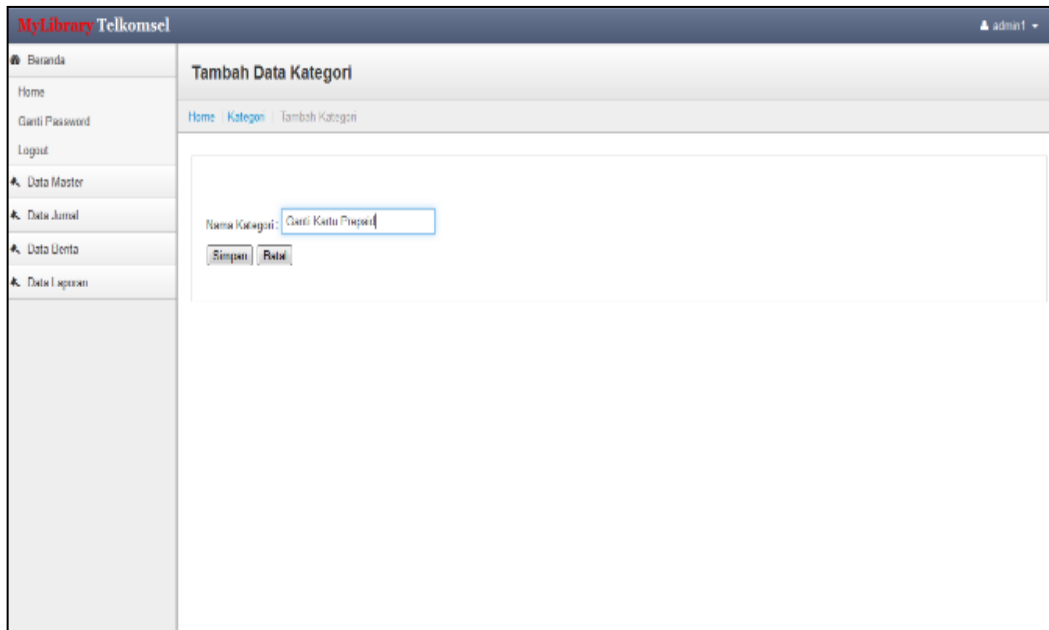 MyLibrary Telkomsel
admin1
Beranda
Home
Ganti Password
Logout
Data Master
Data Jurnal
Data Berita
Data Laporan
Tambah Data Kategori
Home Kategori Tambah Kategori
Nama Kategori : Ganti Kartu Prepaid
Simpan Batal